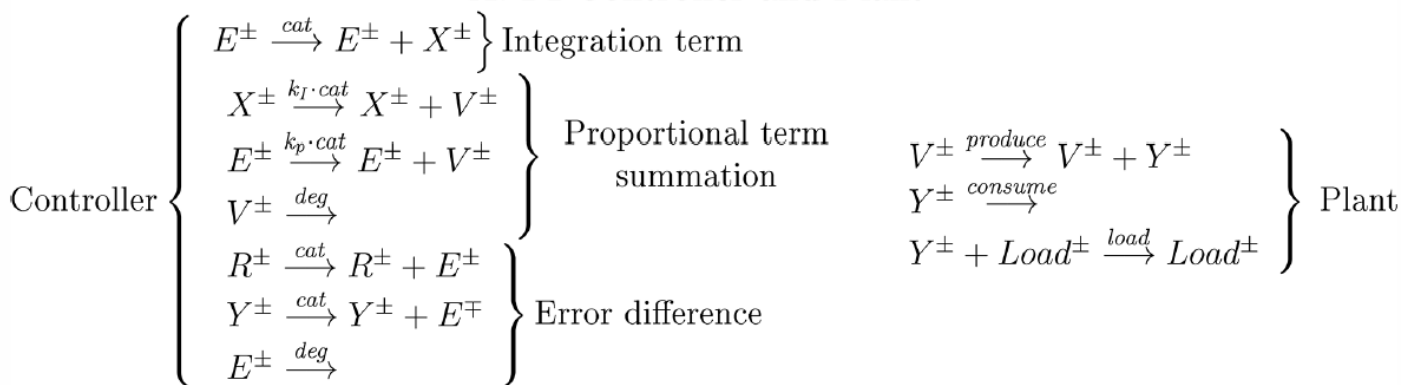 E± cat⟶ E± + X± } Integration term
X± k_I·cat⟶ X± + V±
E± k_p·cat⟶ E± + V±
V± deg⟶
Proportional term
summation
R± cat⟶ R± + E±
Y± cat⟶ Y± + E∓
E± deg⟶
Error difference
Controller
V± produce⟶ V± + Y±
Y± consume⟶
Y± + Load± load⟶ Load±
Plant